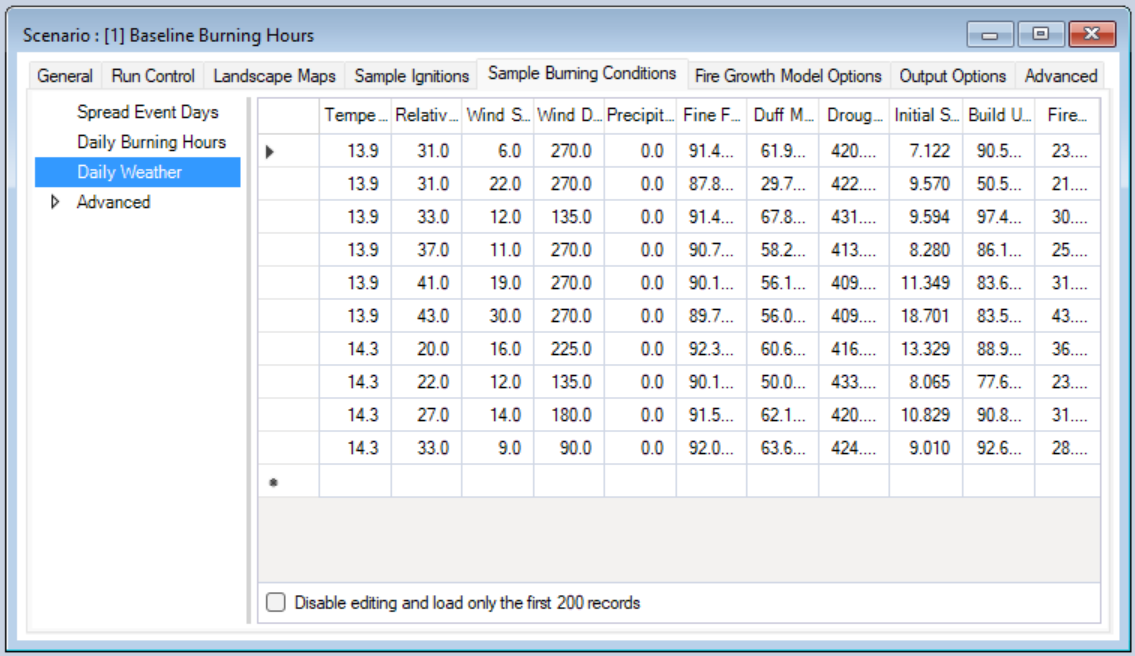 Scenario : [1] Baseline Burning Hours
General Run Control Landscape Maps Sample Ignitions Sample Burning Conditions Fire Growth Model Options Output Options Advanced
Spread Event Days
Daily Burning Hours
Daily Weather
Advanced
Tempe... Relativ... Wind S... Wind D... Precipit... Fine F... Duff M... Droug... Initial S... Build U... Fire...
13.9 31.0 6.0 270.0 0.0 91.4... 61.9... 420.... 7.122 90.5... 23....
13.9 31.0 22.0 270.0 0.0 87.8... 29.7... 422.... 9.570 50.5... 21....
13.9 33.0 12.0 135.0 0.0 91.4... 67.8... 431.... 9.594 97.4... 30....
13.9 37.0 11.0 270.0 0.0 90.7... 58.2... 413.... 8.280 86.1... 25....
13.9 41.0 19.0 270.0 0.0 90.1... 56.1... 409.... 11.349 83.6... 31....
13.9 43.0 30.0 270.0 0.0 89.7... 56.0... 409.... 18.701 83.5... 43....
14.3 20.0 16.0 225.0 0.0 92.3... 60.6... 416.... 13.329 88.9... 36....
14.3 22.0 12.0 135.0 0.0 90.1... 50.0... 433.... 8.065 77.6... 23....
14.3 27.0 14.0 180.0 0.0 91.5... 62.1... 420.... 10.829 90.8... 31....
14.3 33.0 9.0 90.0 0.0 92.0... 63.6... 424.... 9.010 92.6... 28....
Disable editing and load only the first 200 records